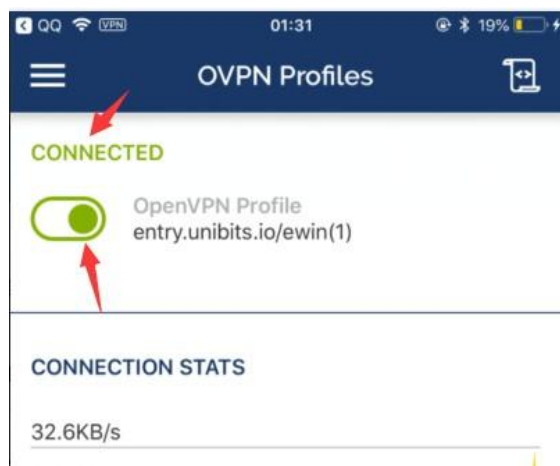 QQ VPN 01:31 19%
OVPN Profiles
CONNECTED
OpenVPN Profile
entry.unibits.io/ewin(1)
CONNECTION STATS
32.6KB/s